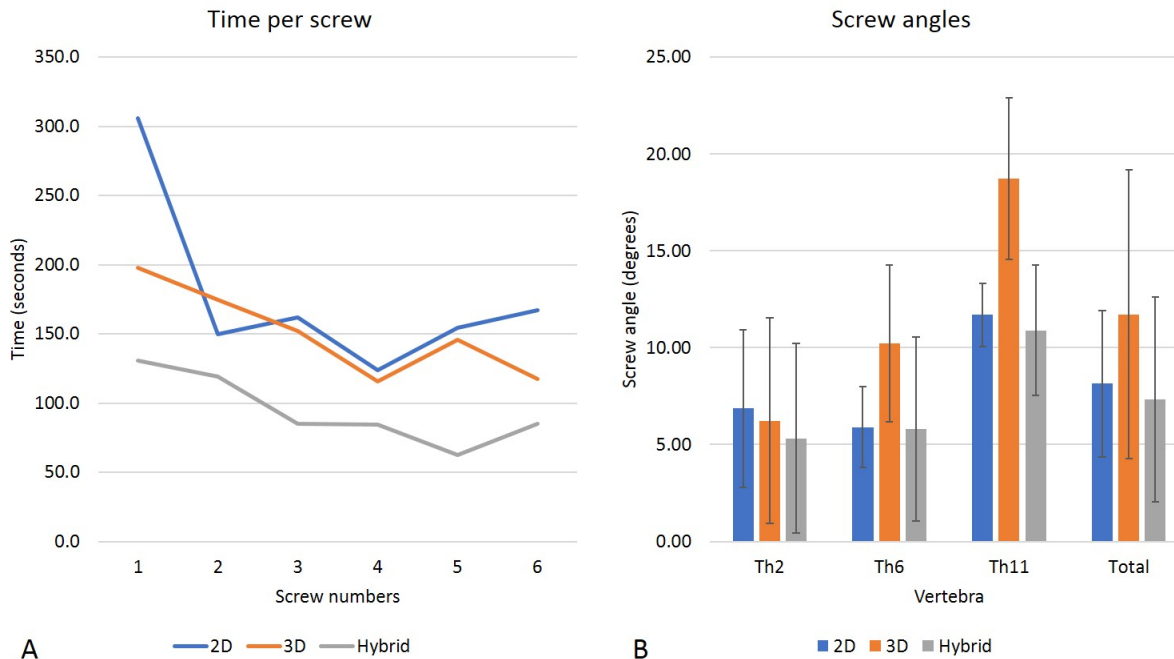 Time per screw
350.0
300.0
250.0
200.0
150.0
100.0
50.0
0.0
Time (seconds)
1 2 3 4 5 6
Screw numbers
A
2D 3D Hybrid
Screw angles
25.00
20.00
15.00
10.00
5.00
0.00
Screw angle (degrees)
Th2 Th6 Th11 Total
Vertebra
B
2D 3D Hybrid